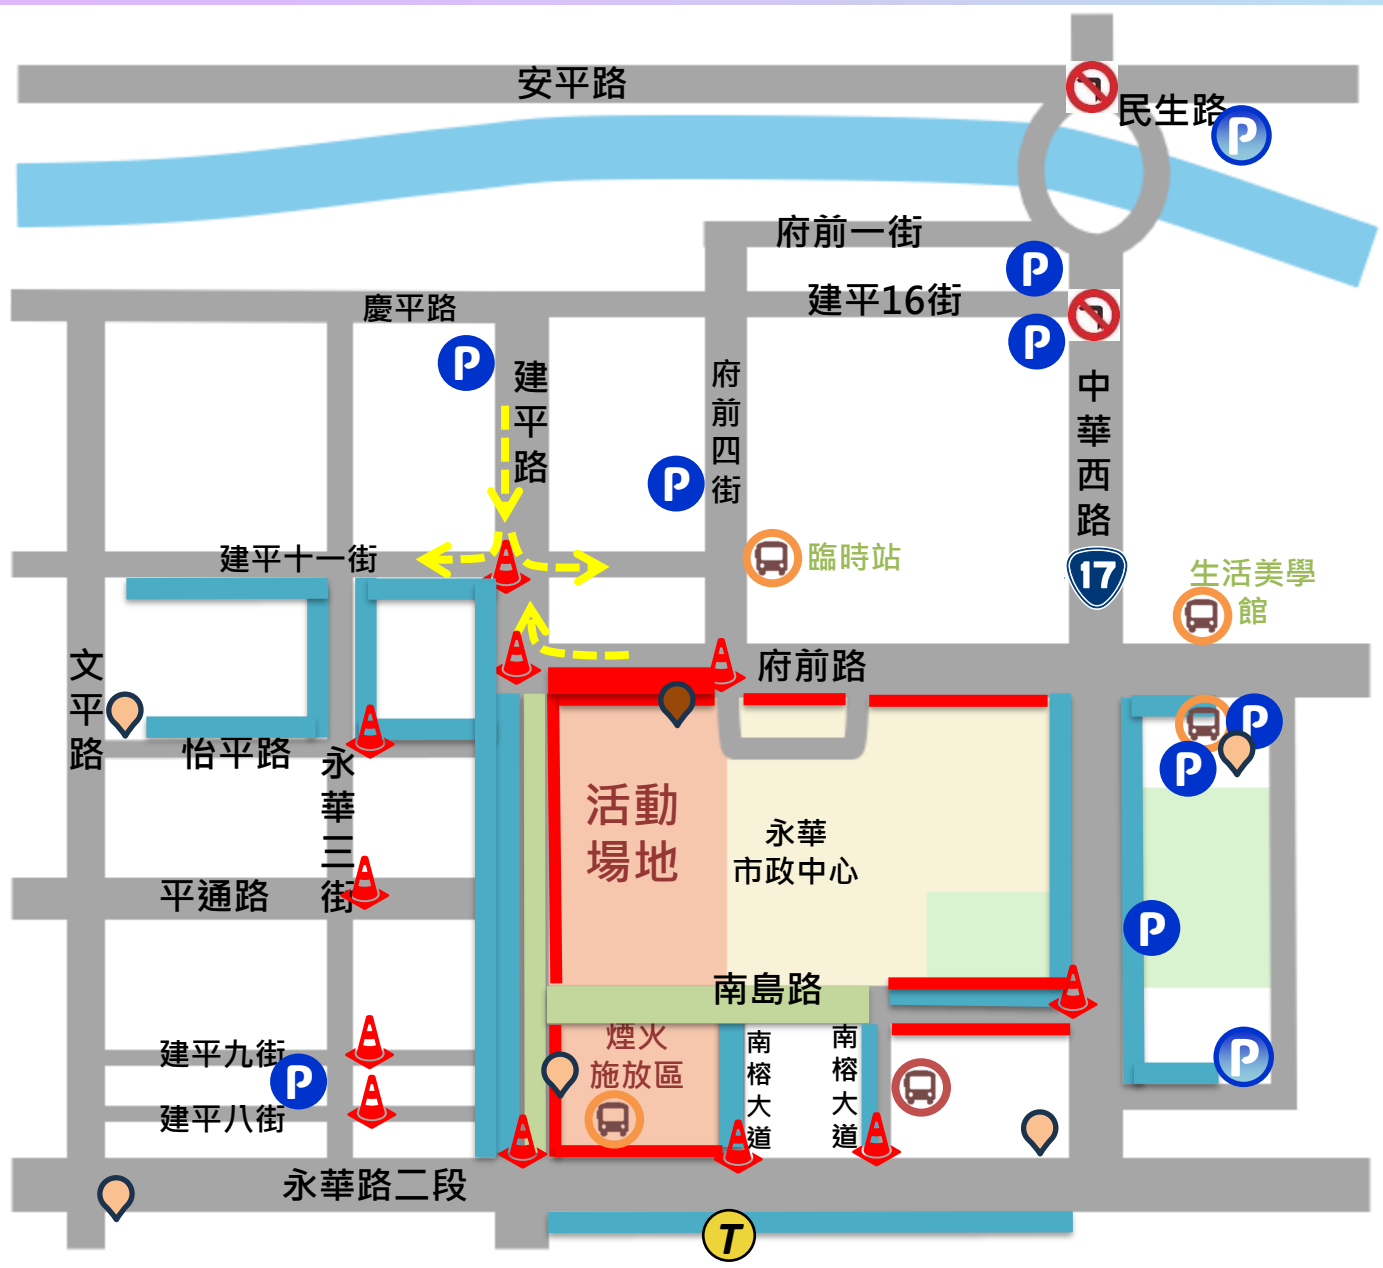 安平路
民生路
P
府前一街
P
建平16街
慶平路
P
P
建平路
府前四街
中華西路
P
建平十一街
臨時站
17
生活美學
館
文平路
府前路
P
P
怡平路
永華三街
活動
場地
永華
市政中心
平通路
P
南島路
煙火
施放區
南榕大道
南榕大道
建平九街
P
P
建平八街
永華路二段
T